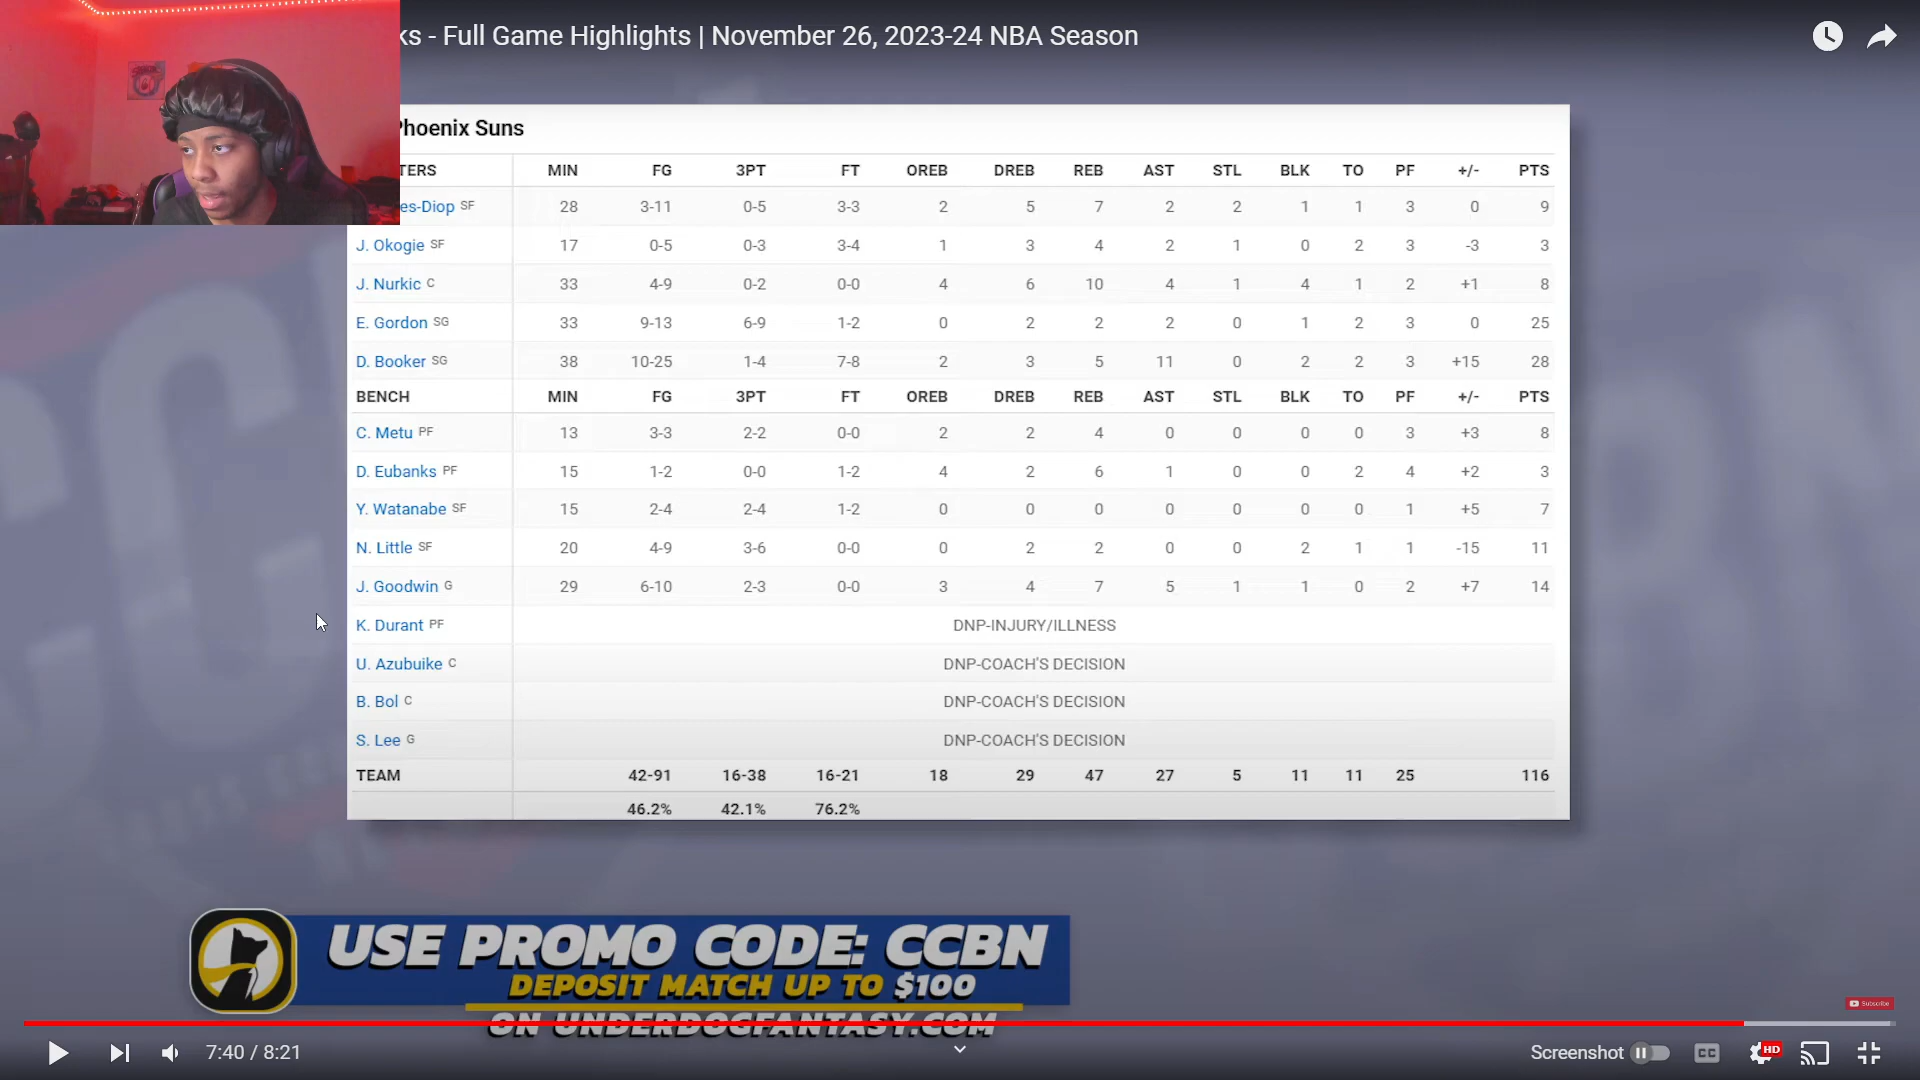 ks - Full Game Highlights | November 26, 2023-24 NBA Season
Phoenix Suns
TERS MIN FG 3PT FT OREB DREB REB AST STL BLK TO PF +/- PTS
es-Diop SF 28 3-11 0-5 3-3 2 5 7 2 2 1 1 3 0 9
J. Okogie SF 17 0-5 0-3 3-4 1 3 4 2 1 0 2 3 -3 3
J. Nurkic C 33 4-9 0-2 0-0 4 6 10 4 1 4 1 2 +1 8
E. Gordon SG 33 9-13 6-9 1-2 0 2 2 2 0 1 2 3 0 25
D. Booker SG 38 10-25 1-4 7-8 2 3 5 11 0 2 2 3 +15 28
BENCH MIN FG 3PT FT OREB DREB REB AST STL BLK TO PF +/- PTS
C. Metu PF 13 3-3 2-2 0-0 2 2 4 0 0 0 0 3 +3 8
D. Eubanks PF 15 1-2 0-0 1-2 4 2 6 1 0 0 2 4 +2 3
Y. Watanabe SF 15 2-4 2-4 1-2 0 0 0 0 0 0 0 1 +5 7
N. Little SF 20 4-9 3-6 0-0 0 2 2 0 0 2 1 1 -15 11
J. Goodwin G 29 6-10 2-3 0-0 3 4 7 5 1 1 0 2 +7 14
K. Durant PF DNP-INJURY/ILLNESS
U. Azubuike C DNP-COACH'S DECISION
B. Bol C DNP-COACH'S DECISION
S. Lee G DNP-COACH'S DECISION
TEAM 42-91 16-38 16-21 18 29 47 27 5 11 11 25 116
46.2% 42.1% 76.2%
USE PROMO CODE: CCBN
DEPOSIT MATCH UP TO $100
ON UNDERDOGFANTASY.COM
Subscribe
7:40 / 8:21 Screenshot CC HD